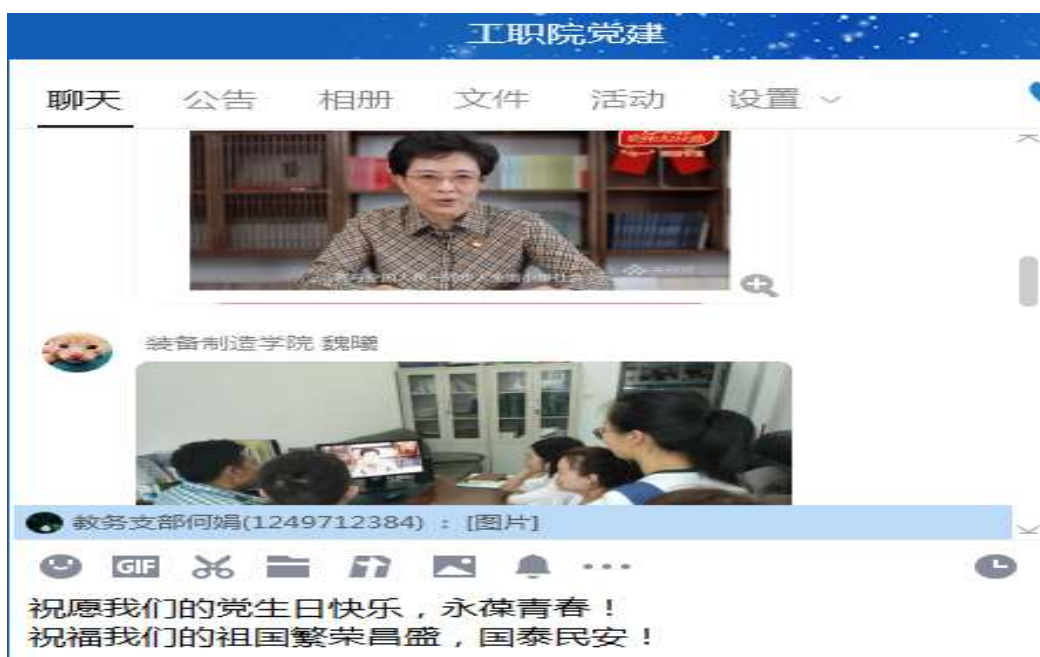 工职院党建
聊天 公告 相册 文件 活动 设置
装备制造学院 魏曦
教务支部何娟(1249712384) : [图片]
GIF
祝愿我们的党生日快乐，永葆青春！
祝福我们的祖国繁荣昌盛，国泰民安！